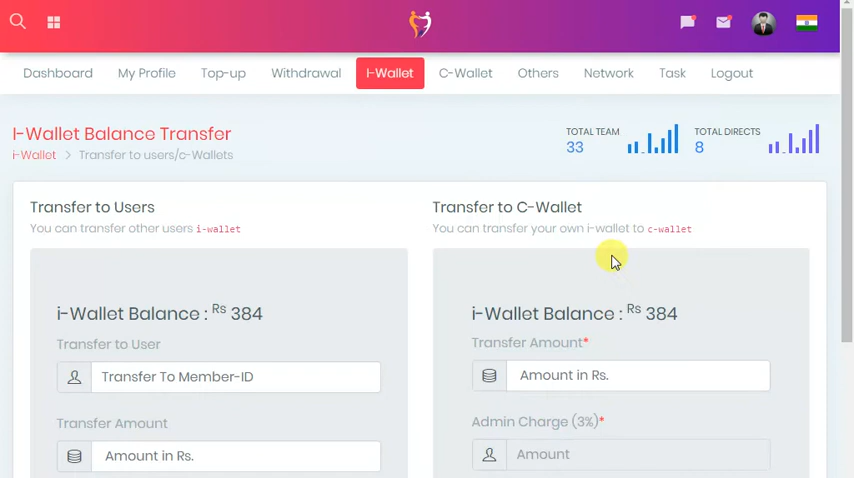 Dashboard My Profile Top-up Withdrawal i-Wallet C-Wallet Others Network Task Logout
I-Wallet Balance Transfer
i-Wallet > Transfer to users/c-Wallets
TOTAL TEAM
33
TOTAL DIRECTS
8
Transfer to Users
You can transfer other users i-wallet
i-Wallet Balance : Rs 384
Transfer to User
Transfer To Member-ID
Transfer Amount
Amount in Rs.
Transfer to C-Wallet
You can transfer your own i-wallet to c-wallet
i-Wallet Balance : Rs 384
Transfer Amount*
Amount in Rs.
Admin Charge (3%)*
Amount